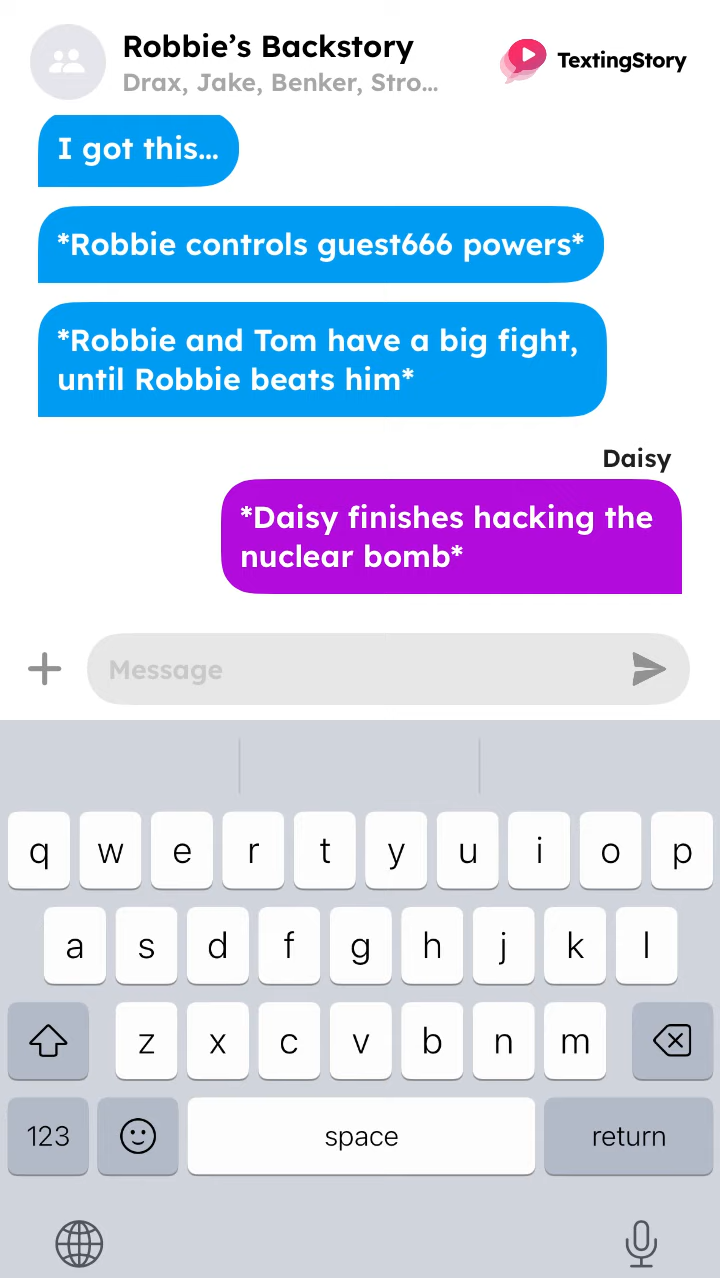 Robbie’s Backstory
Drax, Jake, Benker, Stro...
TextingStory
I got this...
*Robbie controls guest666 powers*
*Robbie and Tom have a big fight,
until Robbie beats him*
Daisy
*Daisy finishes hacking the
nuclear bomb*
Message
q w e r t y u i o p
a s d f g h j k l
z x c v b n m
123 space return